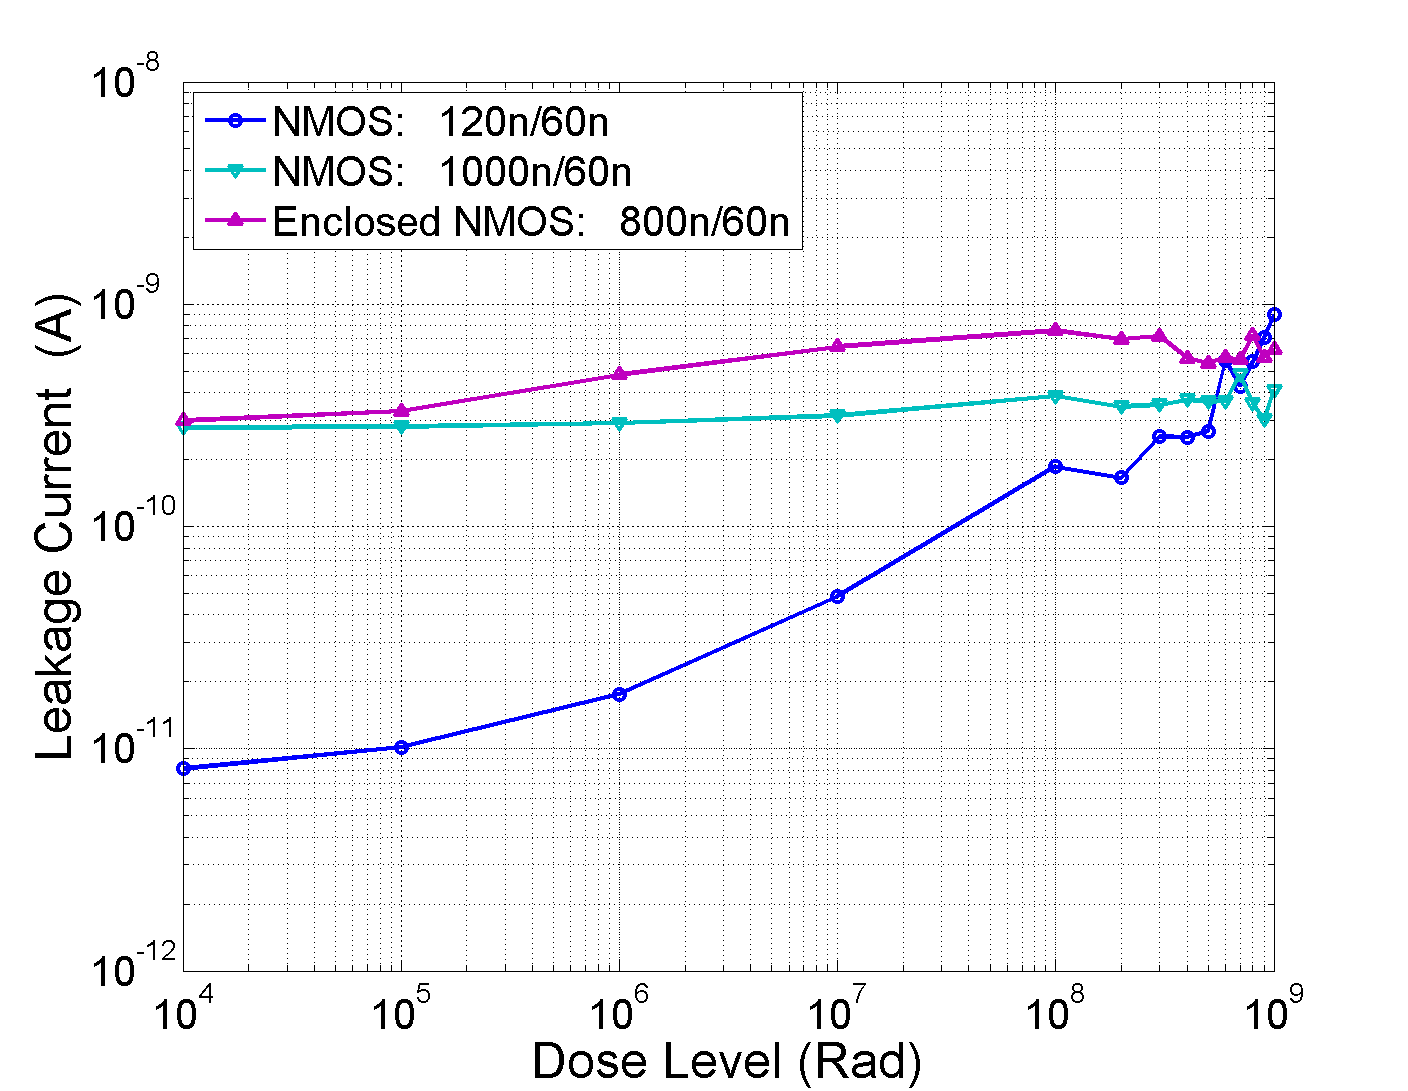 10^-8
NMOS: 120n/60n
NMOS: 1000n/60n
Enclosed NMOS: 800n/60n
10^-9
10^-10
10^-11
10^-12
Leakage Current (A)
10^4 10^5 10^6 10^7 10^8 10^9
Dose Level (Rad)